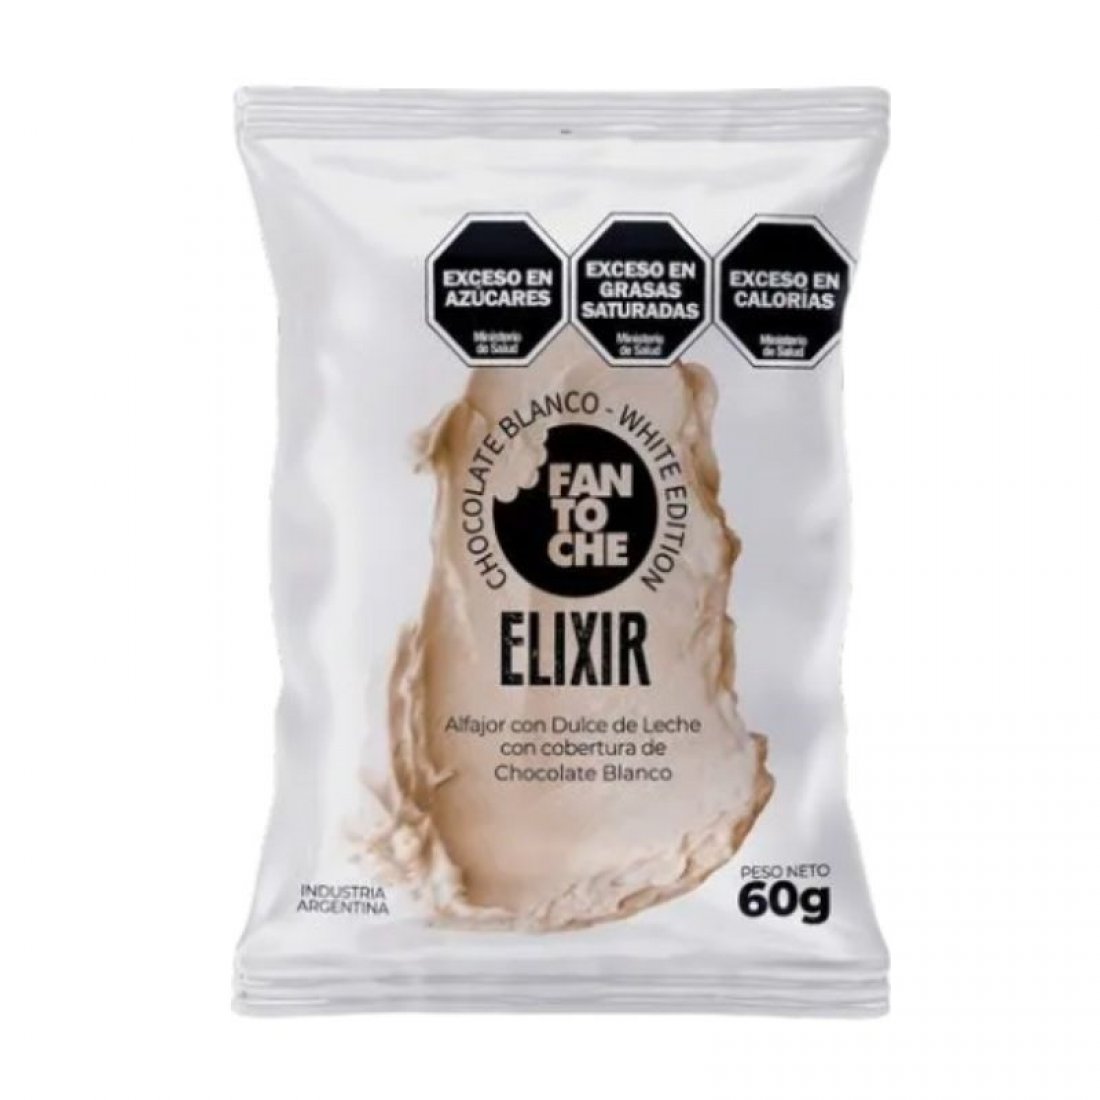 EXCESO EN
AZÚCARES
Ministerio
de Salud
EXCESO EN
GRASAS
SATURADAS
Ministerio
de Salud
EXCESO EN
CALORÍAS
Ministerio
de Salud
CHOCOLATE BLANCO - WHITE EDITION
FAN
TO
CHE
ELIXIR
Alfajor con Dulce de Leche
con cobertura de
Chocolate Blanco
INDUSTRIA
ARGENTINA
PESO NETO
60g